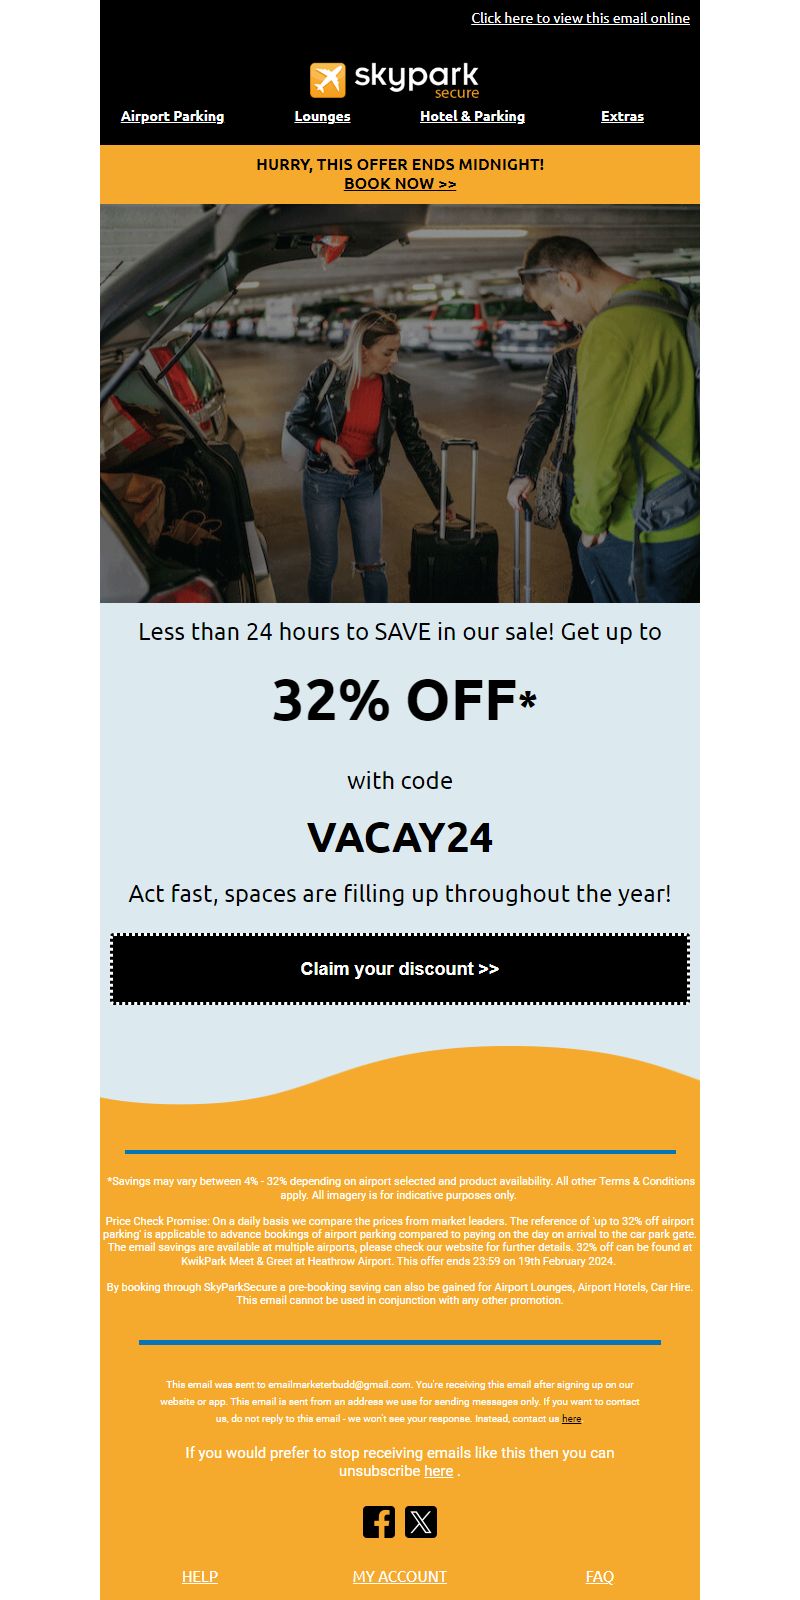 Click here to view this email online
skypark
secure
Airport Parking Lounges Hotel & Parking Extras
HURRY, THIS OFFER ENDS MIDNIGHT!
BOOK NOW >>
Less than 24 hours to SAVE in our sale! Get up to
32% OFF*
with code
VACAY24
Act fast, spaces are filling up throughout the year!
Claim your discount >>
*Savings may vary between 4% - 32% depending on airport selected and product availability. All other Terms & Conditions
apply. All imagery is for indicative purposes only.
Price Check Promise: On a daily basis we compare the prices from market leaders. The reference of 'up to 32% off airport
parking' is applicable to advance bookings of airport parking compared to paying on the day on arrival to the car park gate.
The email savings are available at multiple airports, please check our website for further details. 32% off can be found at
KwikPark Meet & Greet at Heathrow Airport. This offer ends 23:59 on 19th February 2024.
By booking through SkyParkSecure a pre-booking saving can also be gained for Airport Lounges, Airport Hotels, Car Hire.
This email cannot be used in conjunction with any other promotion.
This email was sent to emailmarketerbudd@gmail.com. You're receiving this email after signing up on our
website or app. This email is sent from an address we use for sending messages only. If you want to contact
us, do not reply to this email - we won't see your response. Instead, contact us here
If you would prefer to stop receiving emails like this then you can
unsubscribe here .
HELP MY ACCOUNT FAQ